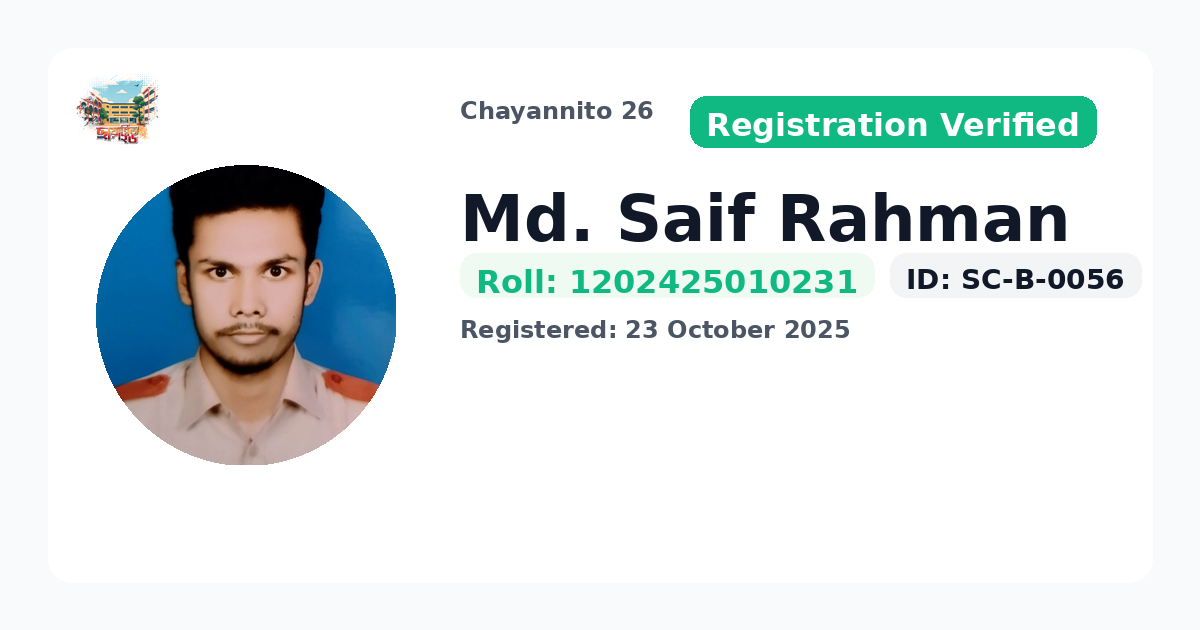 Chayannito 26
Registration Verified
Md. Saif Rahman
Roll: 1202425010231
ID: SC-B-0056
Registered: 23 October 2025